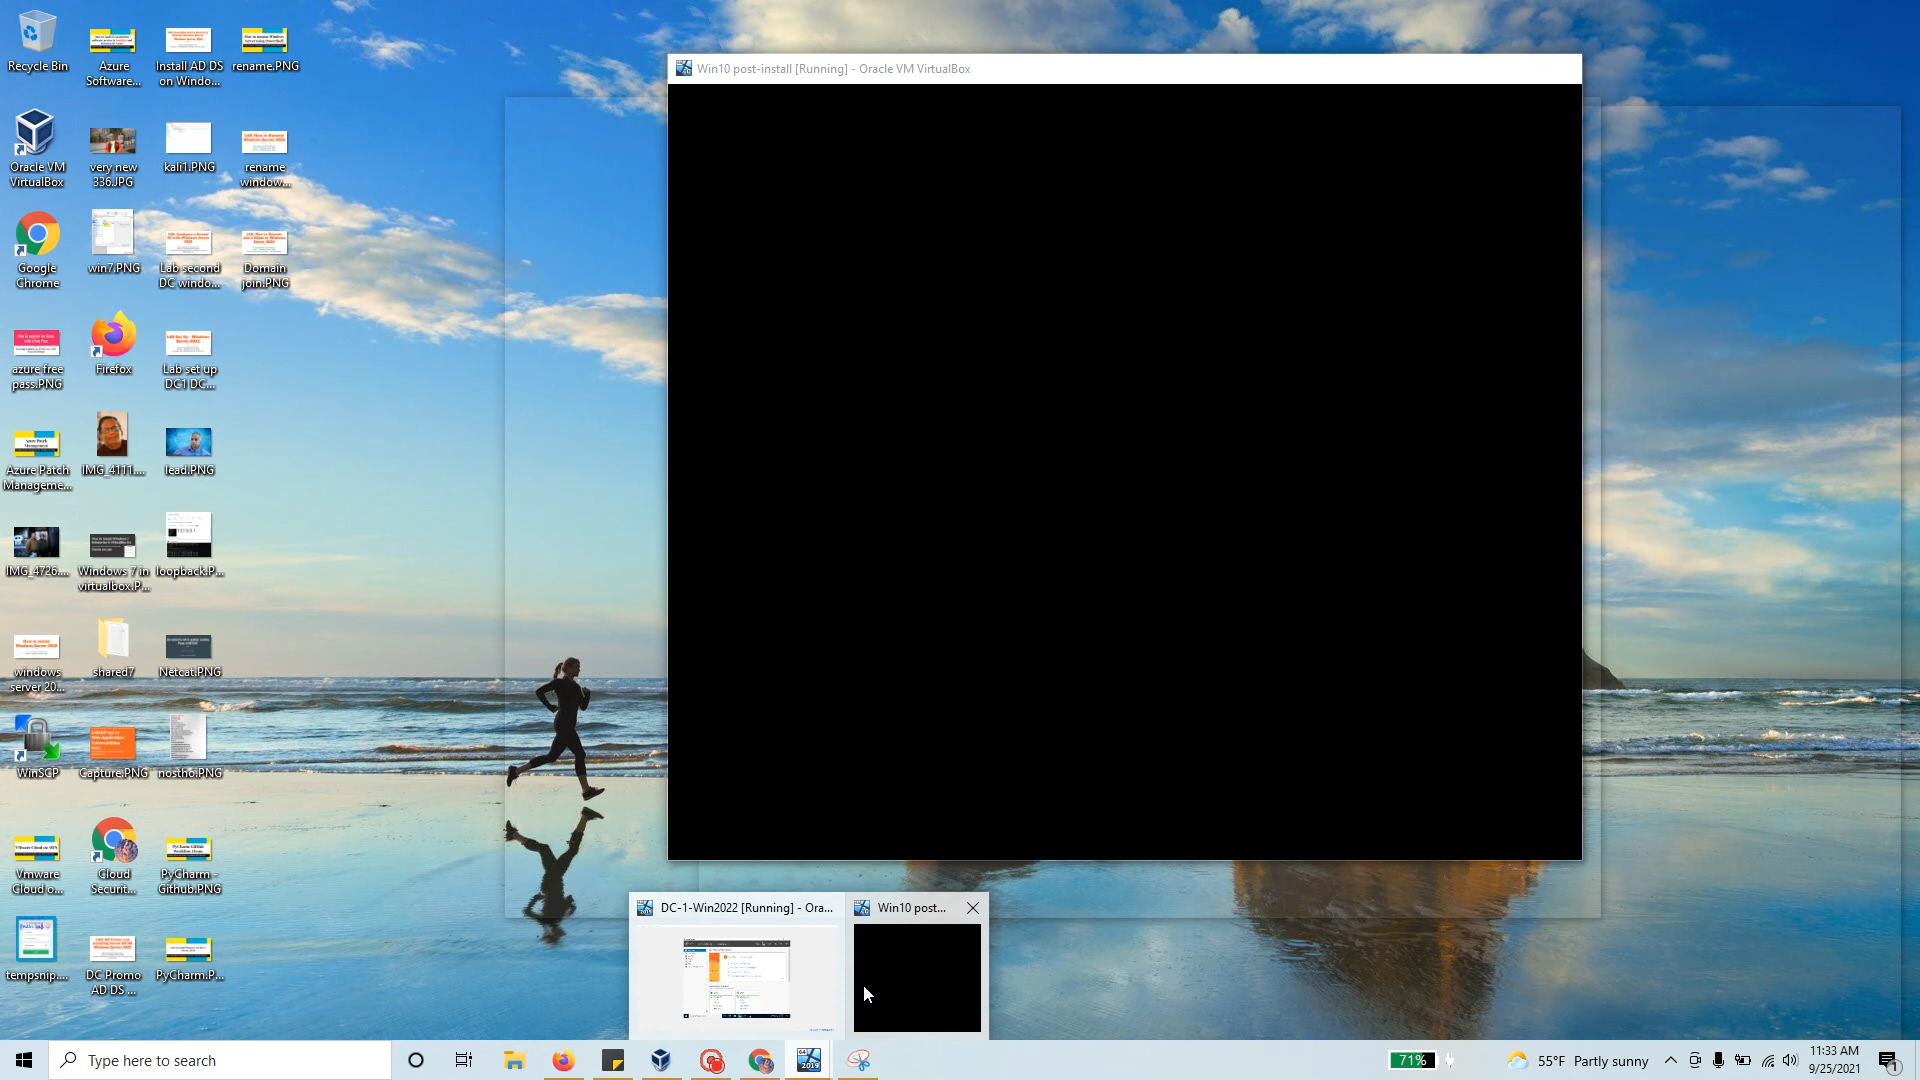 Recycle Bin
Azure
Software...
Install AD DS
on Windo...
rename.PNG
Oracle VM
VirtualBox
very new
336.JPG
kali1.PNG
rename
window...
Google
Chrome
win7.PNG
Lab second
DC windo...
Domain
join.PNG
azure free
pass.PNG
Firefox
Lab set up
DC1 DC...
Azure Patch
Manageme...
IMG_4111....
lead.PNG
IMG_4726....
Windows 7 in
virtualbox.P...
loopback.P...
windows
server 20...
shared7
Netcat.PNG
WinSCP
Capture.PNG
nostho.PNG
Vmware
Cloud o...
Cloud
Securit...
PyCharm -
Github.PNG
tempsnip....
DC Promo
AD DS ...
PyCharm.P...
Win10 post-install [Running] - Oracle VM VirtualBox
DC-1-Win2022 [Running] - Ora...
Win10 post...
Type here to search
64
2019
71%
55°F Partly sunny
11:33 AM
9/25/2021
1